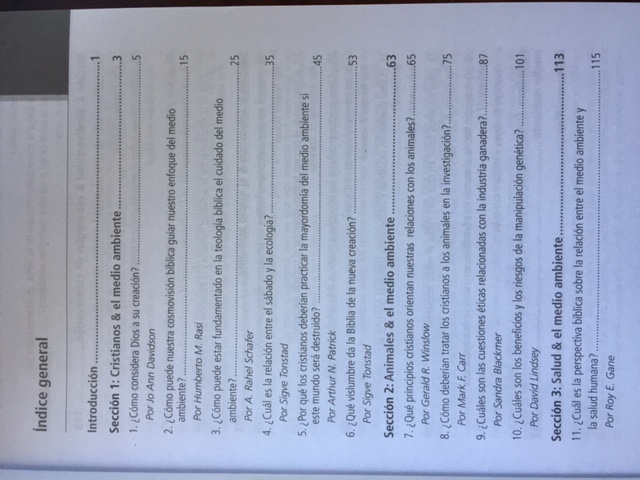 Índice general
Introducción ........................................................................1
Sección 1: Cristianos & el medio ambiente....................................3
1. ¿Cómo considera Dios a su creación? ................................................5
Por Jo Ann Davidson
2. ¿Cómo puede nuestra cosmovisión bíblica guiar nuestro enfoque del medio
ambiente? ..............................................................................15
Por Humberto M. Rasi
3. ¿Cómo puede estar fundamentado en la teología bíblica el cuidado del medio
ambiente? ..............................................................................25
Por A. Rahel Schafer
4. ¿Cuál es la relación entre el sábado y la ecología?....................................35
Por Sigve Tonstad
5. ¿Por qué los cristianos deberían practicar la mayordomía del medio ambiente si
este mundo será destruido? ............................................................45
Por Arthur N. Patrick
6. ¿Qué vislumbre da la Biblia de la nueva creación? ....................................53
Por Sigve Tonstad
Sección 2: Animales & el medio ambiente ....................................63
7. ¿Qué principios cristianos orientan nuestras relaciones con los animales?.............65
Por Gerald R. Winslow
8. ¿Cómo deberían tratar los cristianos a los animales en la investigación?...............75
Por Mark F. Carr
9. ¿Cuáles son las cuestiones éticas relacionadas con la industria ganadera?.............87
Por Sandra Blackmer
10. ¿Cuáles son los beneficios y los riesgos de la manipulación genética? ...............101
Por David Lindsey
Sección 3: Salud & el medio ambiente........................................113
11. ¿Cuál es la perspectiva bíblica sobre la relación entre el medio ambiente y
la salud humana? ......................................................................115
Por Roy E. Gane